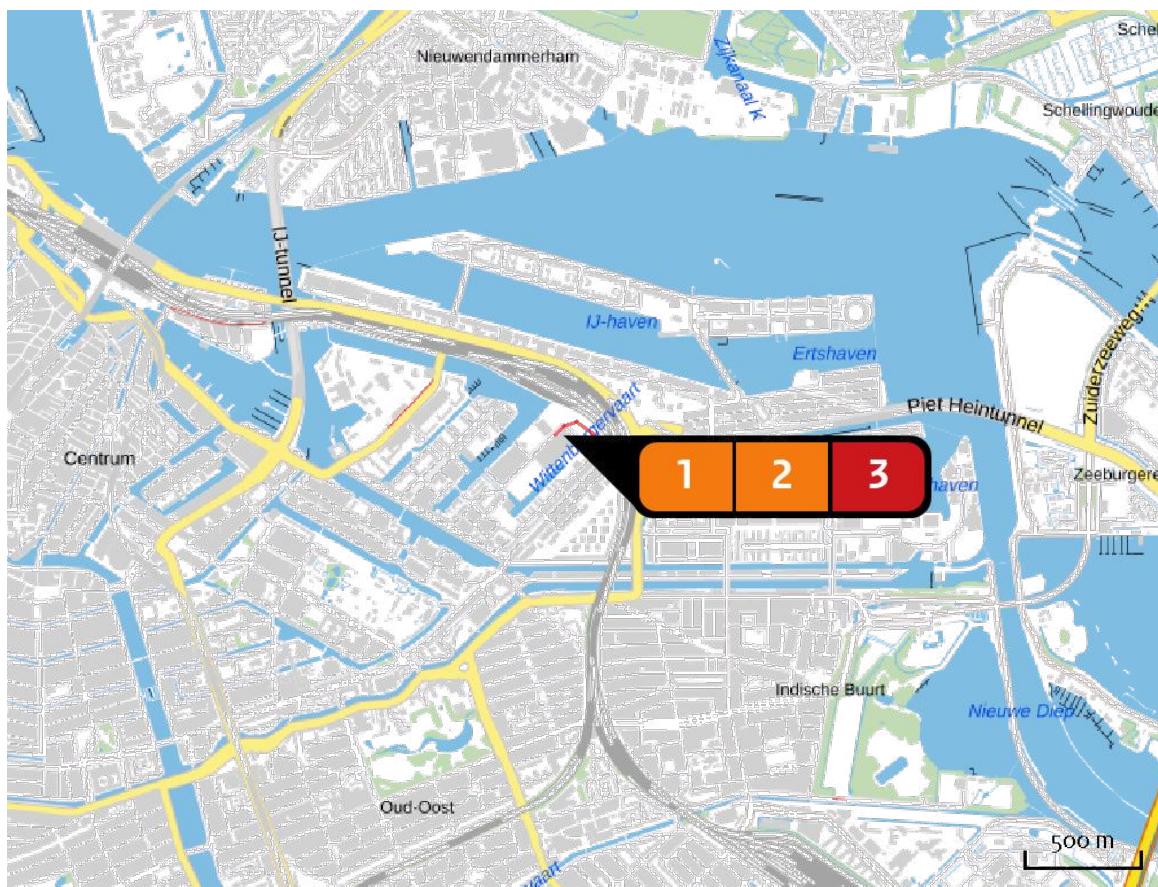 Schel
Nieuwendammerham
Zijkanaal K
Schellingwoude
IJ-tunnel
IJ-haven
Ertshaven
Zuiderzeeweg
Piet Heintunnel
Centrum
1 2 3
haven
Zeeburgere
Indische Buurt
Nieuwe Diep
Oud-Oost
500 m
vaart